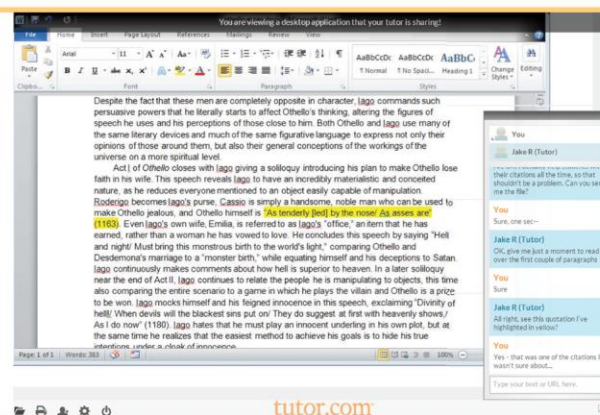 You are viewing a desktop application that your tutor is sharing!
File Home Insert Page Layout References Mailings Review View
Arial 11
Paste
AaBbCcDc AaBbCcDc AaBbC
¶ Normal ¶ No Spaci... Heading 1
Change Styles
Editing
Font Paragraph Styles
Despite the fact that these men are completely opposite in character, Iago commands such
persuasive powers that he literally starts to affect Othello's thinking, altering the figures of
speech he uses and his perceptions of those close to him. Both Othello and Iago use many of
the same literary devices and much of the same figurative language to express not only their
opinions of those around them, but also their general conceptions of the workings of the
universe on a more spiritual level.
Act I of Othello closes with Iago giving a soliloquy introducing his plan to make Othello lose
faith in his wife. This speech reveals Iago to have an incredibly materialistic and conceited
nature, as he reduces everyone mentioned to an object easily capable of manipulation.
Roderigo becomes Iago's purse, Cassio is simply a handsome, noble man who can be used to
make Othello jealous, and Othello himself is "As tenderly [led] by the nose/ As asses are"
(1163). Even Iago's own wife, Emilia, is referred to as Iago's "office," an item that he has
earned, rather than a woman he has vowed to love. He concludes this speech by saying "Hell
and night/ Must bring this monstrous birth to the world's light," comparing Othello and
Desdemona's marriage to a "monster birth," while equating himself and his deceptions to Satan.
Iago continuously makes comments about how hell is superior to heaven. In a later soliloquy
near the end of Act II, Iago continues to relate the people he is manipulating to objects, this time
also comparing the entire scenario to a game in which he plays the villain and Othello is a prize
to be won. Iago mocks himself and his feigned innocence in this speech, exclaiming "Divinity of
hell!/ When devils will the blackest sins put on/ They do suggest at first with heavenly shows,/
As I do now" (1180). Iago hates that he must play an innocent underling in his own plot, but at
the same time he realizes that the easiest method to achieve his goals is to hide his true
intentions under a cloak of innocence.
Page: 1 of 1 Words: 383
100%
You
Jake R (Tutor)
their citations all the time, so that
shouldn't be a problem. Can you sen
me the file?
You
Sure, one sec--
Jake R (Tutor)
OK, give me just a moment to read
over the first couple of paragraphs
You
Sure
Jake R (Tutor)
All right, see this quotation I've
highlighted in yellow?
You
Yes - that was one of the citations I
wasn't sure about...
Type your text or URL here.
tutor.com